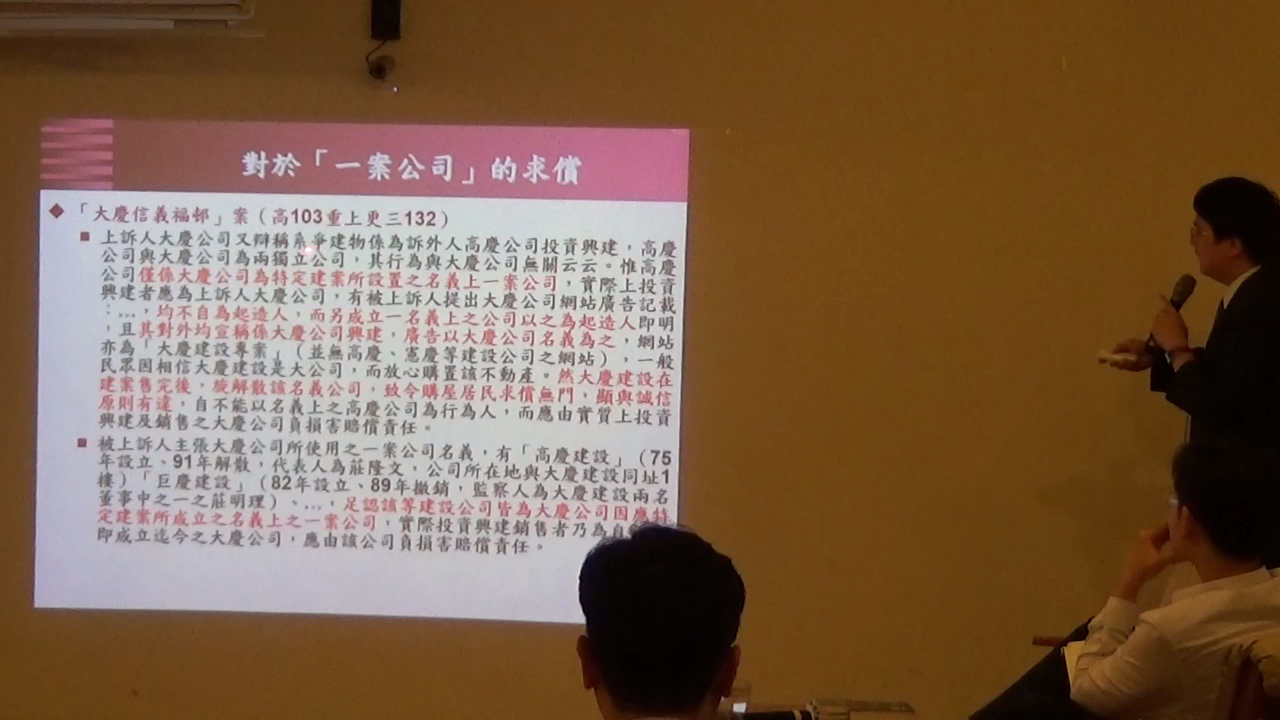 對於「一案公司」的求償
◆ 「大慶信義福邨」案（高103重上更三132）
■ 上訴人大慶公司又辯稱系爭建物係為訴外人高慶公司投資興建，高慶
公司與大慶公司為兩獨立公司，其行為與大慶公司無關云云。惟高慶
公司僅係大慶公司為特定建案所設置之名義上一案公司，實際上投資
興建者應為上訴人大慶公司，有被上訴人提出大慶公司網站廣告記載
：…，均不自為起造人，而另成立一名義上之公司以之為起造人即明
，且其對外均宣稱係大慶公司興建，廣告以大慶公司名義為之，網站
亦為「大慶建設專案」（並無高慶、憲慶等建設公司之網站），一般
民眾因相信大慶建設是大公司，而放心購置該不動產。然大慶建設在
建案售完後，旋解散該名義公司，致令購屋居民求償無門，顯與誠信
原則有違，自不能以名義上之高慶公司為行為人，而應由實質上投資
興建及銷售之大慶公司負損害賠償責任。
■ 被上訴人主張大慶公司所使用之一案公司名義，有「高慶建設」（75
年設立、91年解散，代表人為莊隆文，公司所在地與大慶建設同址1
樓）「巨慶建設」（82年設立、89年撤銷，監察人為大慶建設兩名
董事中之一之莊明理）、…，足認該等建設公司皆為大慶公司因應特
定建案所成立之名義上之一案公司，實際投資興建銷售者乃為自
即成立迄今之大慶公司，應由該公司負損害賠償責任。